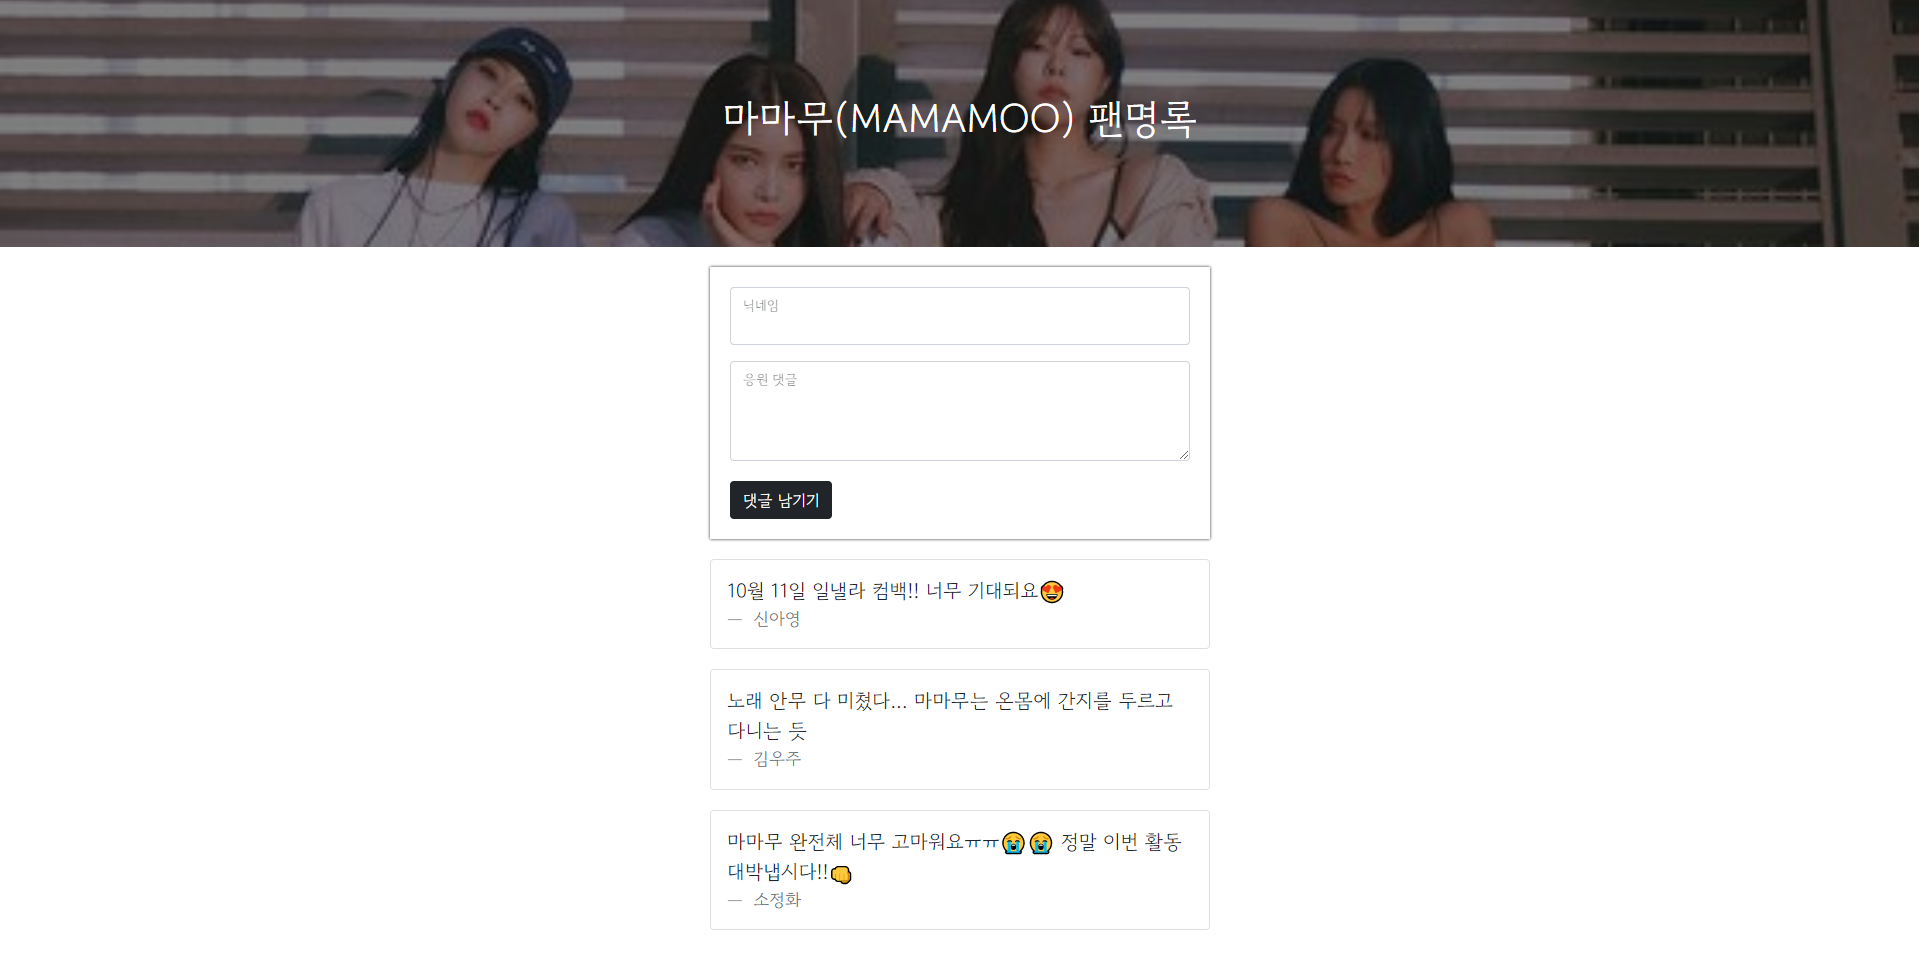 마마무(MAMAMOO) 팬명록
닉네임
응원 댓글
댓글 남기기
10월 11일 일낼라 컴백!! 너무 기대되요😍
— 신아영
노래 안무 다 미쳤다... 마마무는 온몸에 간지를 두르고
다니는 듯
— 김우주
마마무 완전체 너무 고마워요ㅠㅠ😭😭 정말 이번 활동
대박냅시다!!👊
— 소정화